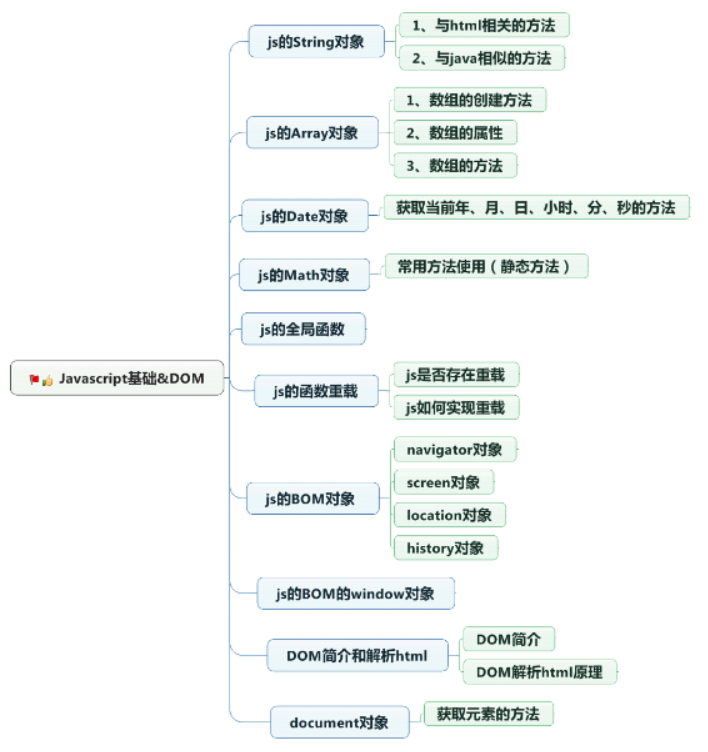 js的String对象
1、与html相关的方法
2、与java相似的方法
js的Array对象
1、数组的创建方法
2、数组的属性
3、数组的方法
js的Date对象
获取当前年、月、日、小时、分、秒的方法
js的Math对象
常用方法使用（静态方法）
js的全局函数
Javascript基础&DOM
js的函数重载
js是否存在重载
js如何实现重载
js的BOM对象
navigator对象
screen对象
location对象
history对象
js的BOM的window对象
DOM简介和解析html
DOM简介
DOM解析html原理
document对象
获取元素的方法